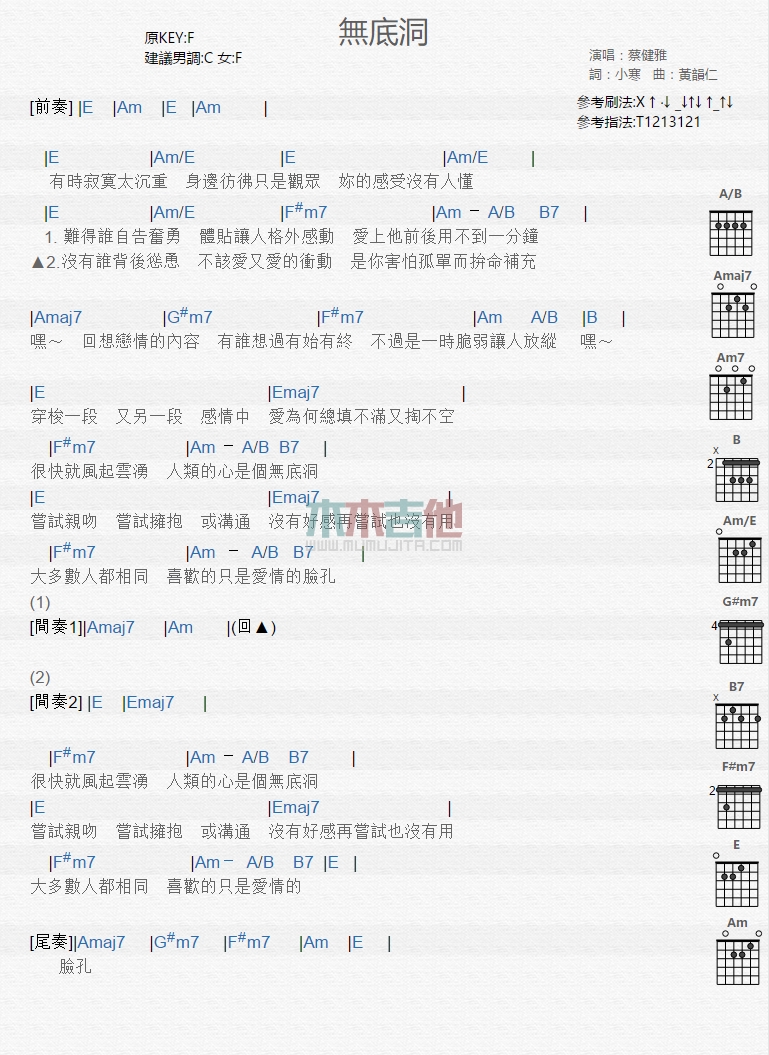 無底洞
原KEY:F
建議男調:C 女:F
演唱：蔡健雅
詞：小寒 曲：黃韻仁
參考刷法:X↑·↓ _↓↑↓↑_↑↓
參考指法:T1213121
[前奏] |E |Am |E |Am |
|E |Am/E |E |Am/E |
有時寂寞太沉重 身邊彷彿只是觀眾 妳的感受沒有人懂
|E |Am/E |F#m7 |Am － A/B B7 |
1. 難得誰自告奮勇 體貼讓人格外感動 愛上他前後用不到一分鐘
▲2.沒有誰背後慫恿 不該愛又愛的衝動 是你害怕孤單而拚命補充
|Amaj7 |G#m7 |F#m7 |Am A/B |B |
嘿～ 回想戀情的內容 有誰想過有始有終 不過是一時脆弱讓人放縱 嘿～
|E |Emaj7 |
穿梭一段 又另一段 感情中 愛為何總填不滿又掏不空
|F#m7 |Am － A/B B7 |
很快就風起雲湧 人類的心是個無底洞
|E |Emaj7 |
嘗試親吻 嘗試擁抱 或溝通 沒有好感再嘗試也沒有用
|F#m7 |Am － A/B B7 |
大多數人都相同 喜歡的只是愛情的臉孔
(1)
[間奏1]|Amaj7 |Am |(回▲)
(2)
[間奏2] |E |Emaj7 |
|F#m7 |Am － A/B B7 |
很快就風起雲湧 人類的心是個無底洞
|E |Emaj7 |
嘗試親吻 嘗試擁抱 或溝通 沒有好感再嘗試也沒有用
|F#m7 |Am－ A/B B7 |E |
大多數人都相同 喜歡的只是愛情的
[尾奏]|Amaj7 |G#m7 |F#m7 |Am |E |
臉孔
A/B
Amaj7
Am7
B
x
2
Am/E
G#m7
4
B7
x
F#m7
2
E
Am
木木吉他
WWW.MUMUJITA.COM